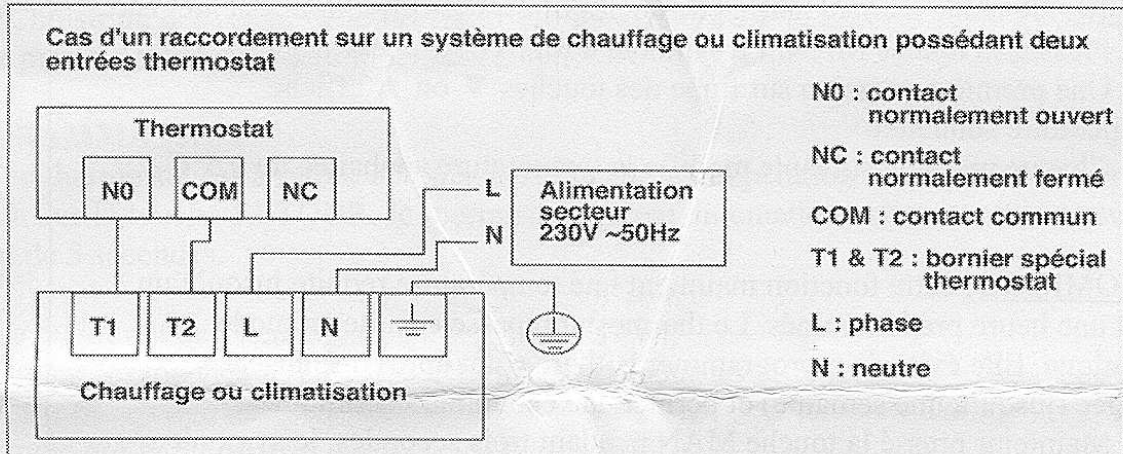 Cas d'un raccordement sur un système de chauffage ou climatisation possédant deux
entrées thermostat
Thermostat
N0 COM NC
L
N
Alimentation
secteur
230V ~50Hz
T1 T2 L N
Chauffage ou climatisation
N0 : contact
normalement ouvert
NC : contact
normalement fermé
COM : contact commun
T1 & T2 : bornier spécial
thermostat
L : phase
N : neutre